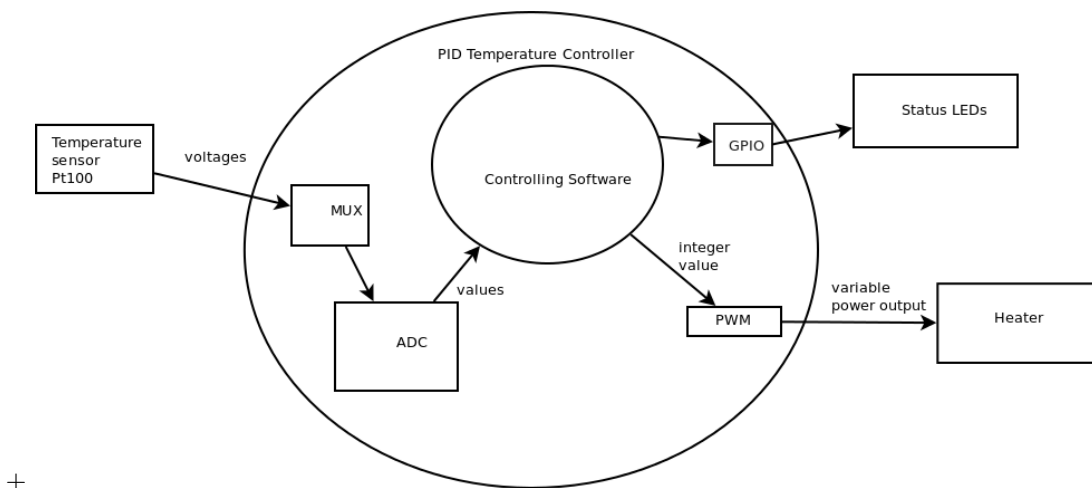 PID Temperature Controller
Temperature
sensor
Pt100
voltages
MUX
ADC
values
Controlling Software
GPIO
Status LEDs
integer
value
PWM
variable
power output
Heater
+